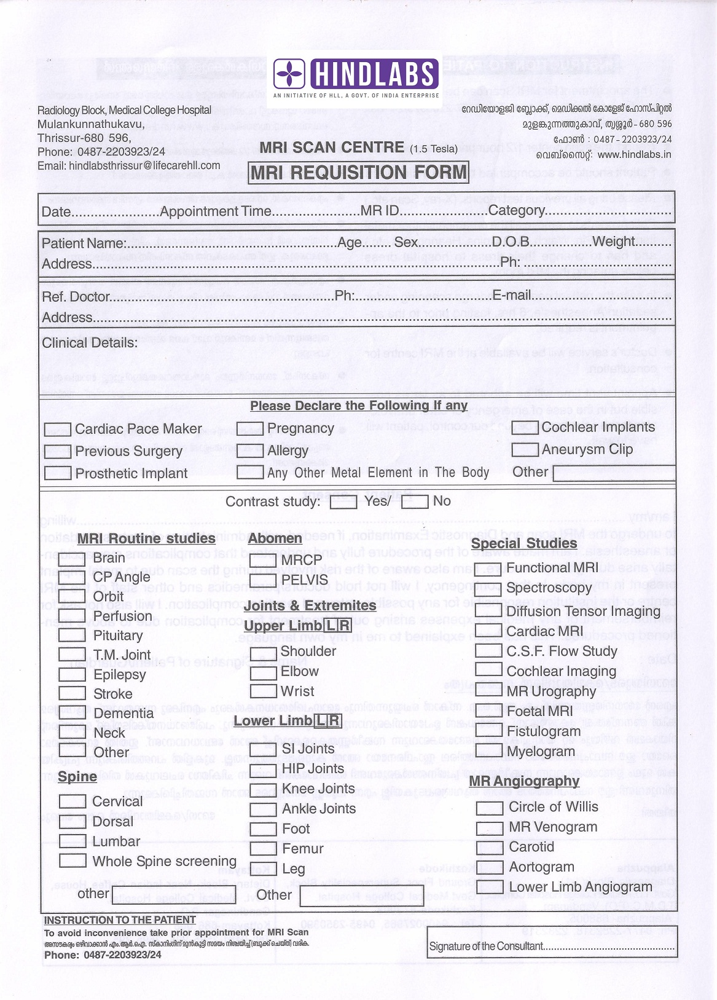 HINDLABS
AN INITIATIVE OF HLL, A GOVT. OF INDIA ENTERPRISE
Radiology Block, Medical College Hospital
Mulankunnathukavu,
Thrissur-680 596,
Phone: 0487-2203923/24
Email: hindlabsthrissur@lifecarehll.com
റേഡിയോളജി ബ്ലോക്ക്, മെഡിക്കൽ കോളേജ് ഹോസ്പിറ്റൽ
മുളങ്കുന്നത്തുകാവ്, തൃശ്ശൂർ - 680 596
ഫോൺ : 0487 - 2203923/24
വെബ്സൈറ്റ്: www.hindlabs.in
MRI SCAN CENTRE (1.5 Tesla)
MRI REQUISITION FORM
Date.....................Appointment Time.....................MR ID.....................Category..............................
Patient Name:..................................................Age........Sex..................D.O.B...............Weight.........
Address..................................................Ph:....................................
Ref. Doctor..................................................Ph:.................................E-mail.................................
Address....................................................................................................
Clinical Details:
Please Declare the Following If any
Cardiac Pace Maker Pregnancy Cochlear Implants
Previous Surgery Allergy Aneurysm Clip
Prosthetic Implant Any Other Metal Element in The Body Other
Contrast study: Yes/ No
MRI Routine studies
Brain
CP Angle
Orbit
Perfusion
Pituitary
T.M. Joint
Epilepsy
Stroke
Dementia
Neck
Other
Spine
Cervical
Dorsal
Lumbar
Whole Spine screening
other
Abomen
MRCP
PELVIS
Joints & Extremites
Upper Limb L R
Shoulder
Elbow
Wrist
Lower Limb L R
SI Joints
HIP Joints
Knee Joints
Ankle Joints
Foot
Femur
Leg
Other
Special Studies
Functional MRI
Spectroscopy
Diffusion Tensor Imaging
Cardiac MRI
C.S.F. Flow Study
Cochlear Imaging
MR Urography
Foetal MRI
Fistulogram
Myelogram
MR Angiography
Circle of Willis
MR Venogram
Carotid
Aortogram
Lower Limb Angiogram
INSTRUCTION TO THE PATIENT
To avoid inconvenience take prior appointment for MRI Scan
അസൗകര്യം ഒഴിവാക്കാൻ എം.ആർ.ഐ. സ്കാനിംഗിന് മുൻകൂട്ടി സമയം നിശ്ചയിച്ച് (ബുക്ക് ചെയ്ത്) വരിക.
Phone: 0487-2203923/24
Signature of the Consultant...........................................